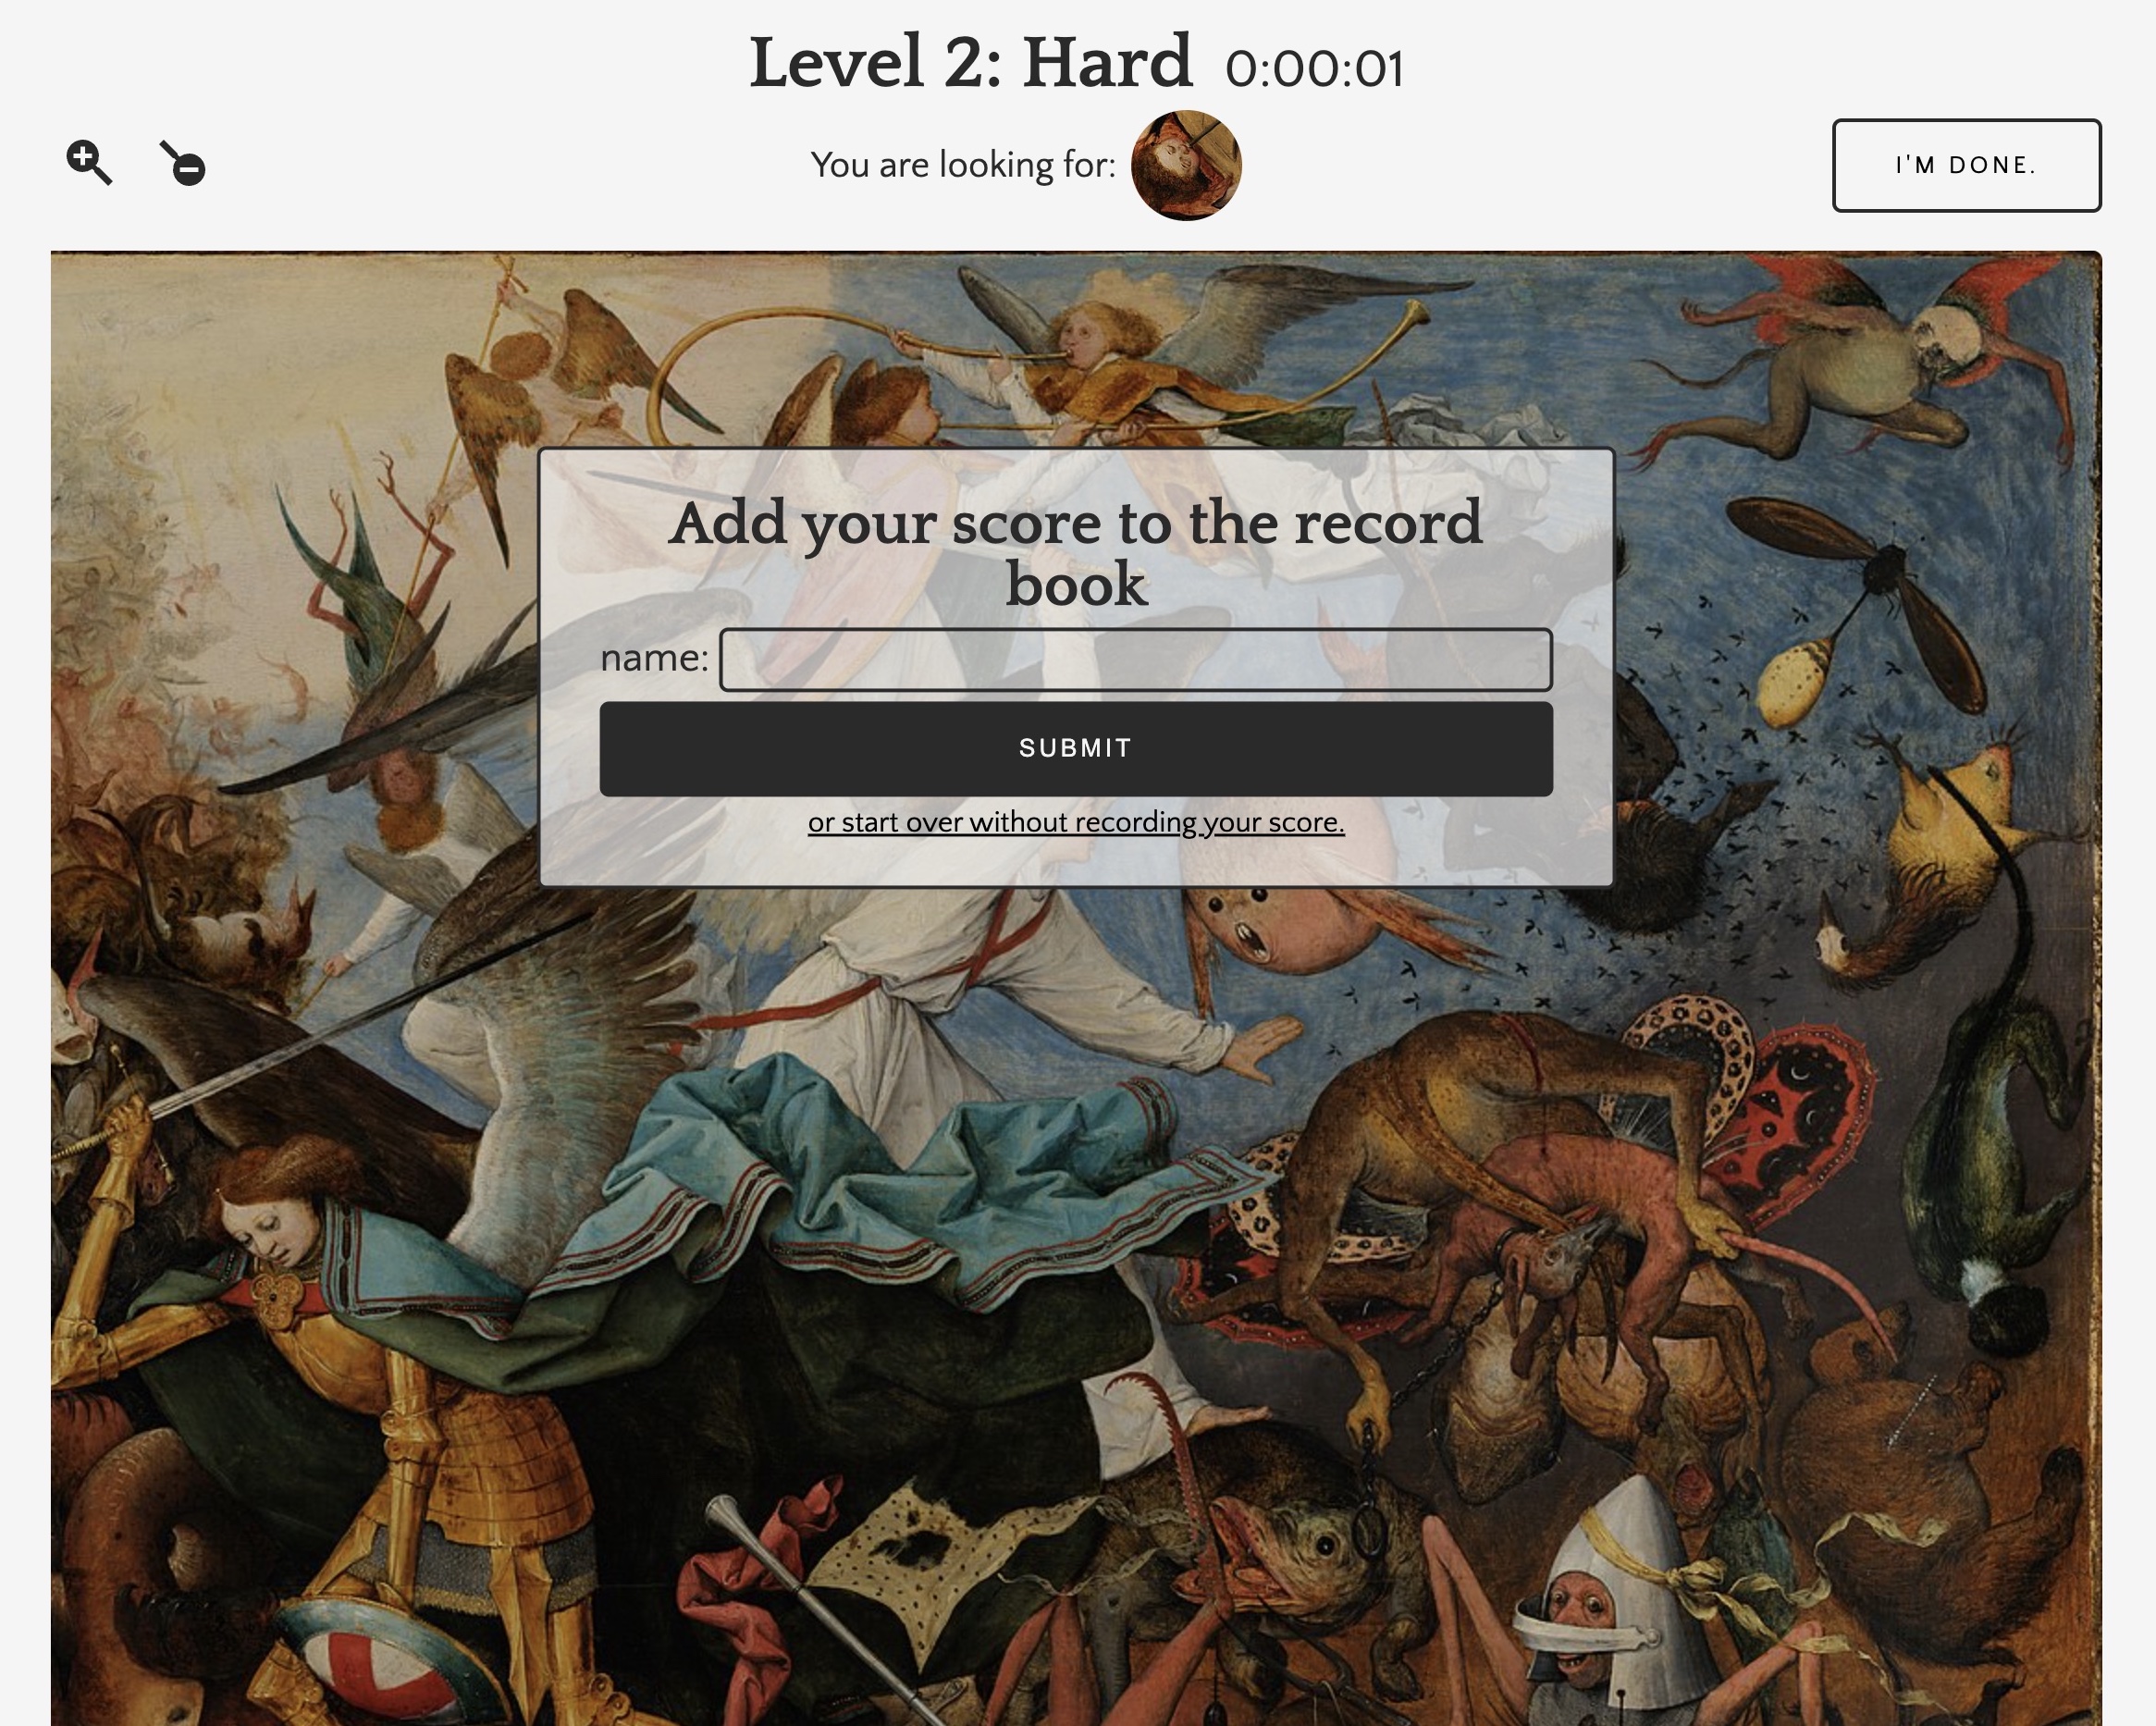 Level 2: Hard 0:00:01
You are looking for:
I'M DONE.
Add your score to the record
book
name:
SUBMIT
or start over without recording your score.